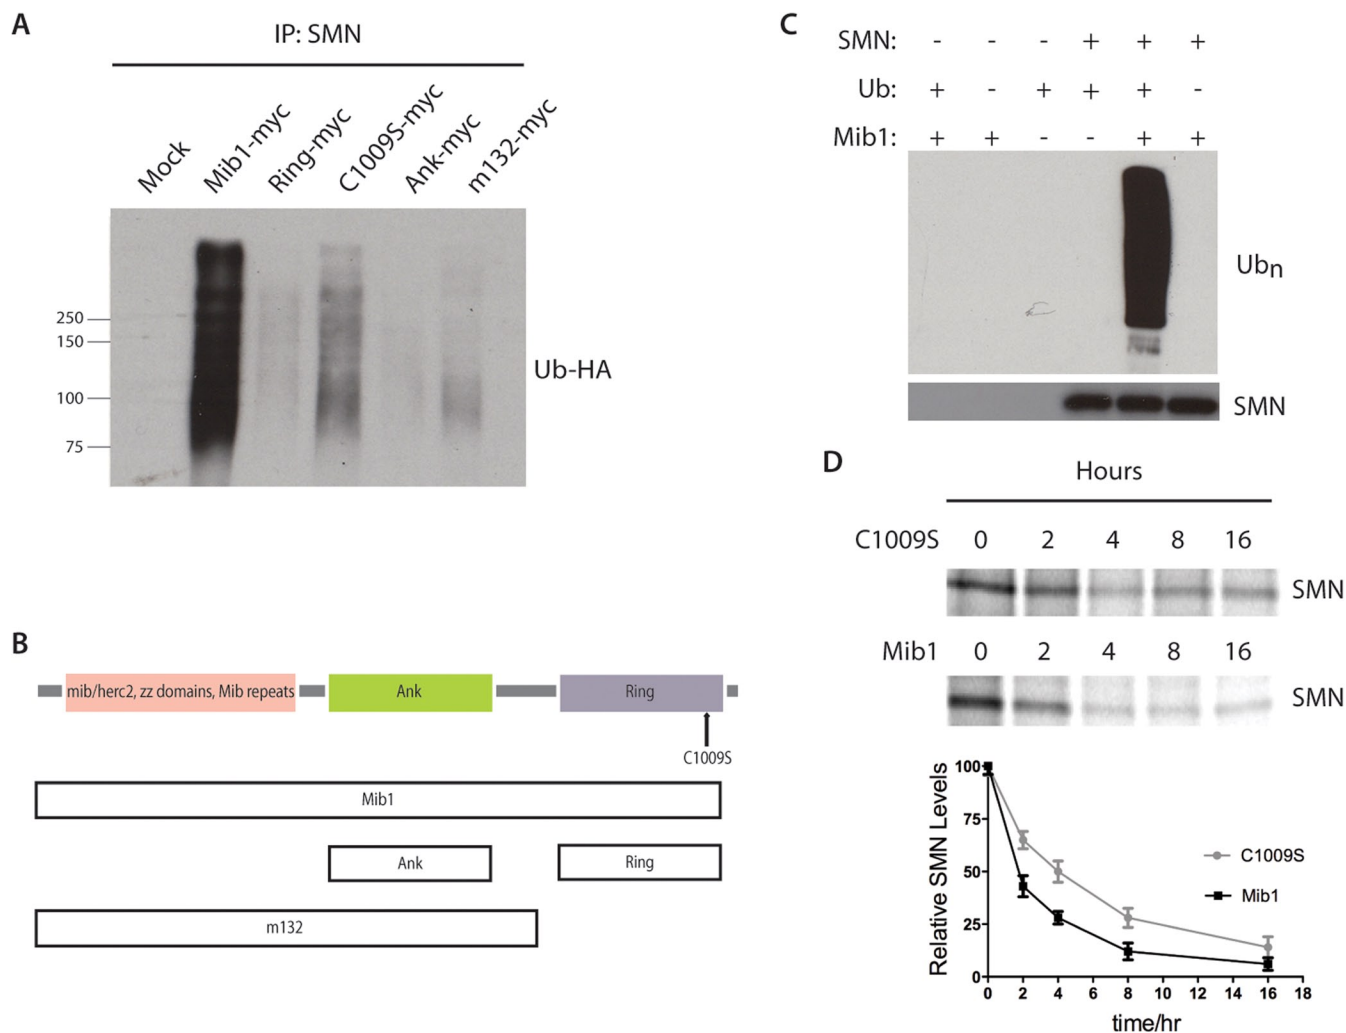 A
IP: SMN
Mock
Mib1-myc
Ring-myc
C1009S-myc
Ank-myc
m132-myc
250
150
100
75
Ub-HA
B
mib/herc2, zz domains, Mib repeats
Ank
Ring
C1009S
Mib1
Ank
Ring
m132
C
SMN: - - - + + +
Ub: + - + + + -
Mib1: + + - - + +
Ubn
SMN
D
Hours
C1009S 0 2 4 8 16
SMN
Mib1 0 2 4 8 16
SMN
Relative SMN Levels
100
75
50
25
0
C1009S
Mib1
0 2 4 6 8 10 12 14 16 18
time/hr